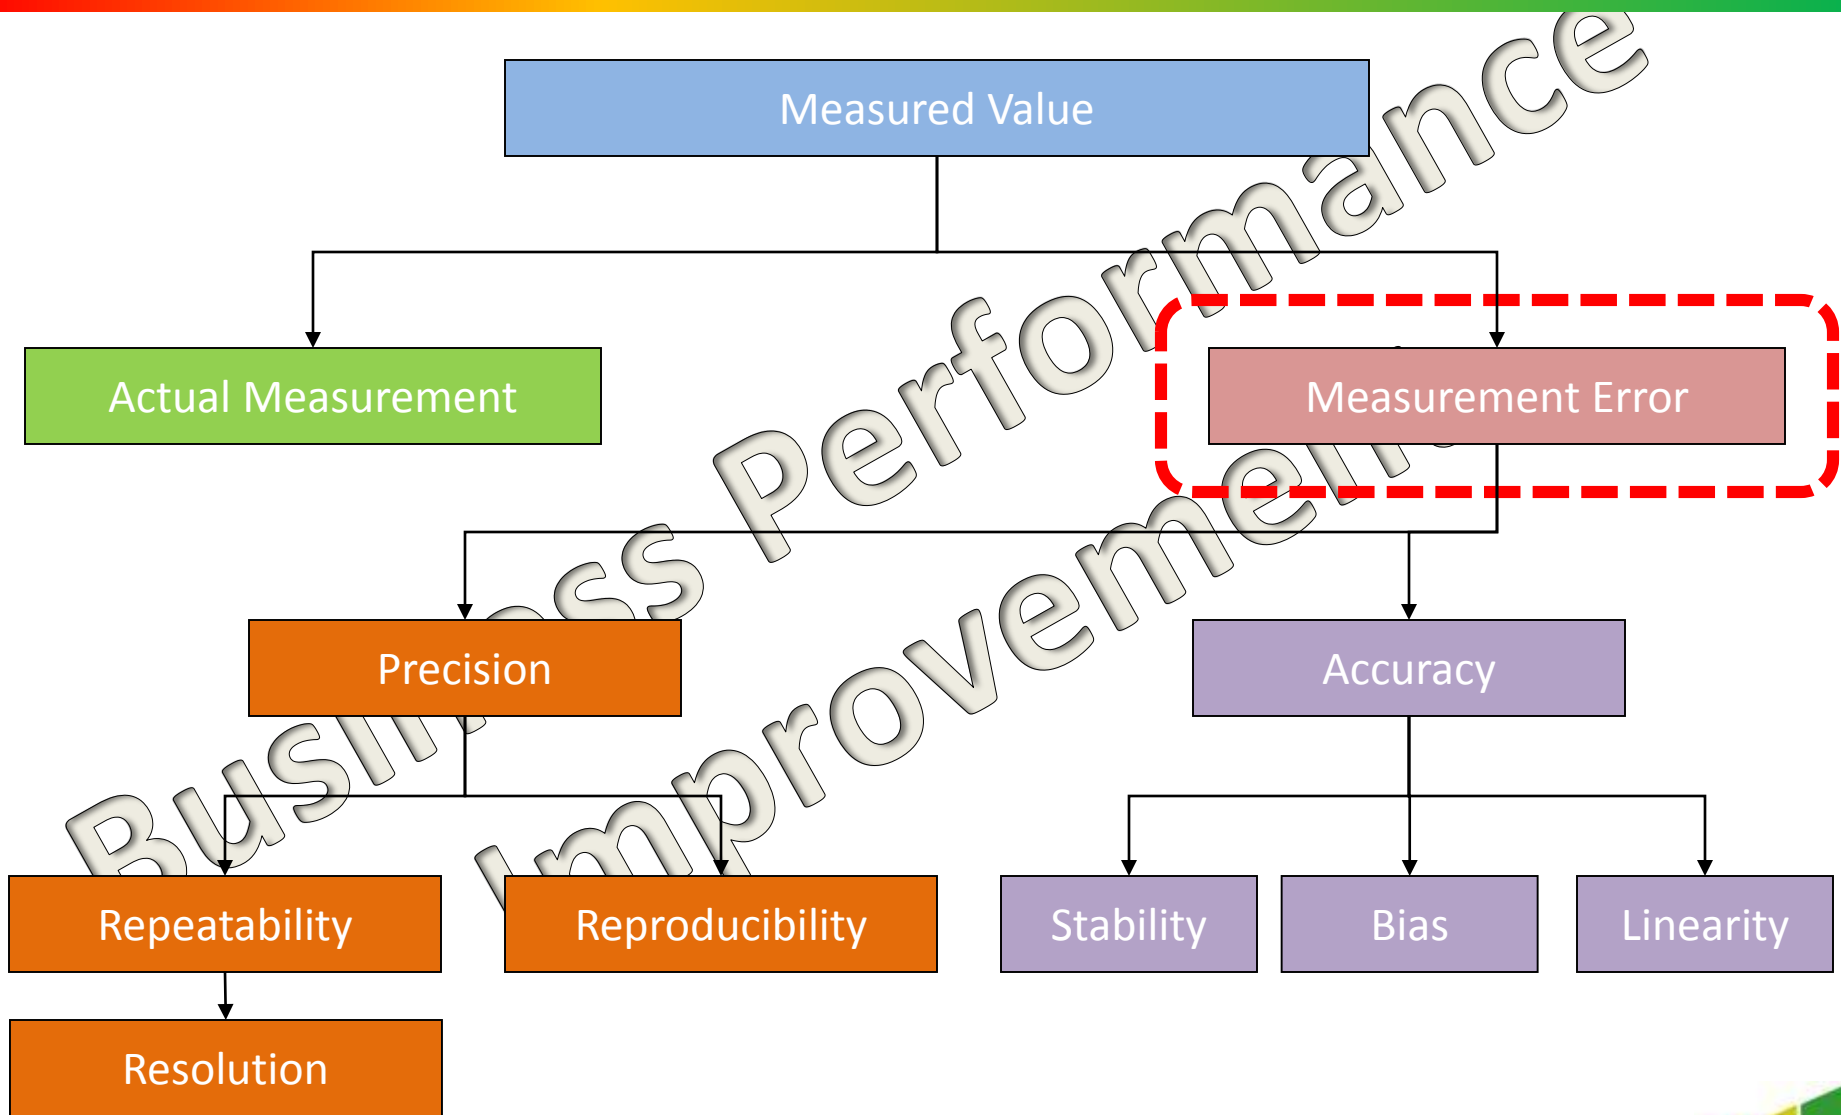 Measured Value
Actual Measurement
Measurement Error
Precision
Accuracy
Repeatability
Reproducibility
Stability
Bias
Linearity
Resolution
Business Performance
Improvement